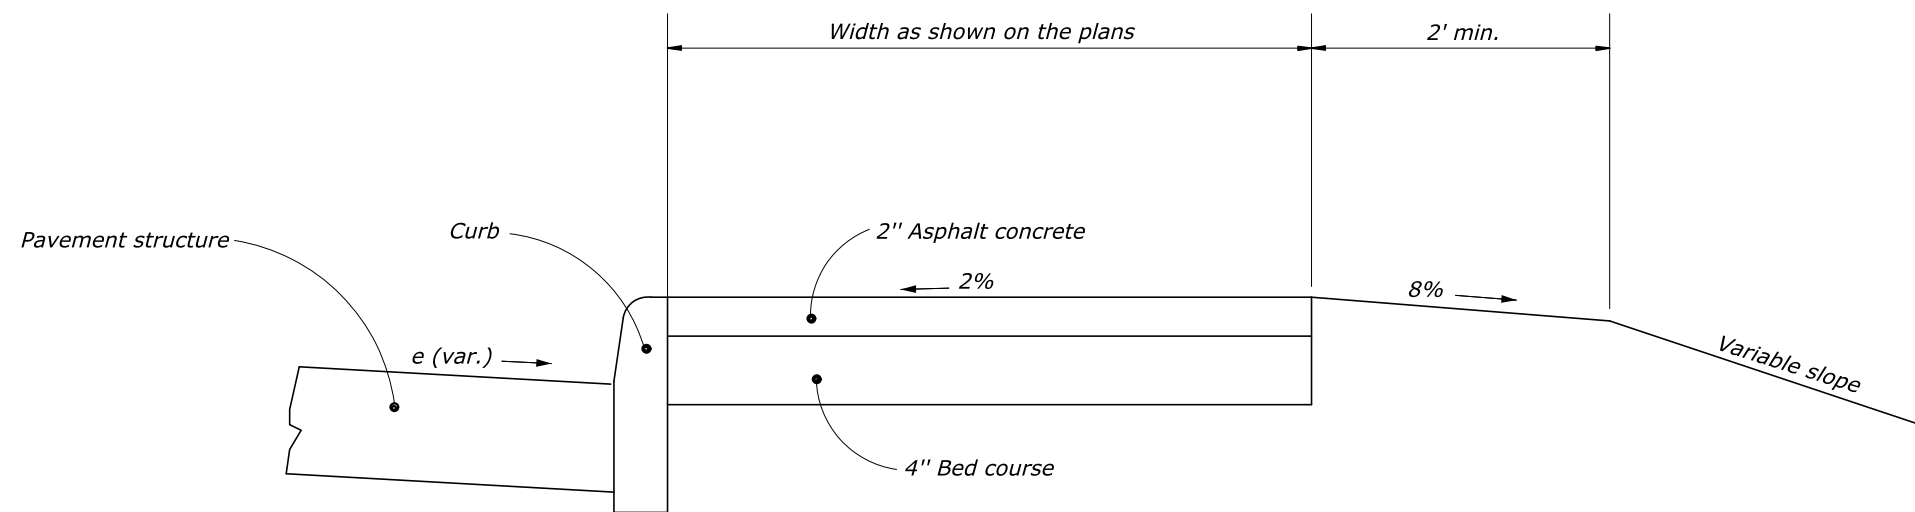 Width as shown on the plans
2' min.
Pavement structure
Curb
2'' Asphalt concrete
2%
8%
e (var.)
Variable slope
4'' Bed course